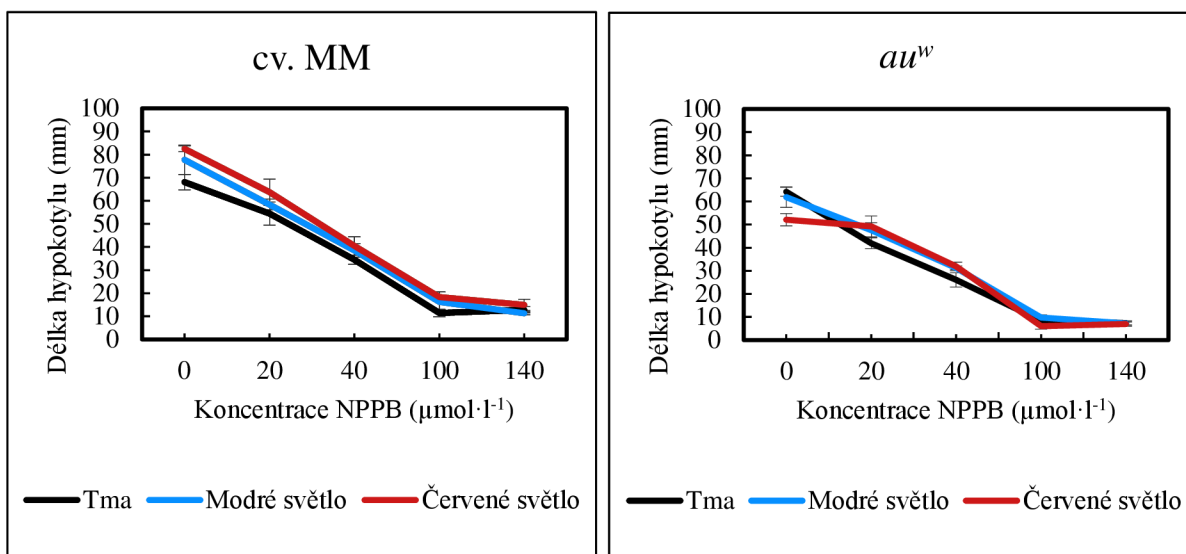 cv. MM
Délka hypokotylu (mm)
100
90
80
70
60
50
40
30
20
10
0
0 20 40 100 140
Koncentrace NPPB (µmol·l⁻¹)
Tma Modré světlo Červené světlo
auʷ
Délka hypokotylu (mm)
100
90
80
70
60
50
40
30
20
10
0
0 20 40 100 140
Koncentrace NPPB (µmol·l⁻¹)
Tma Modré světlo Červené světlo